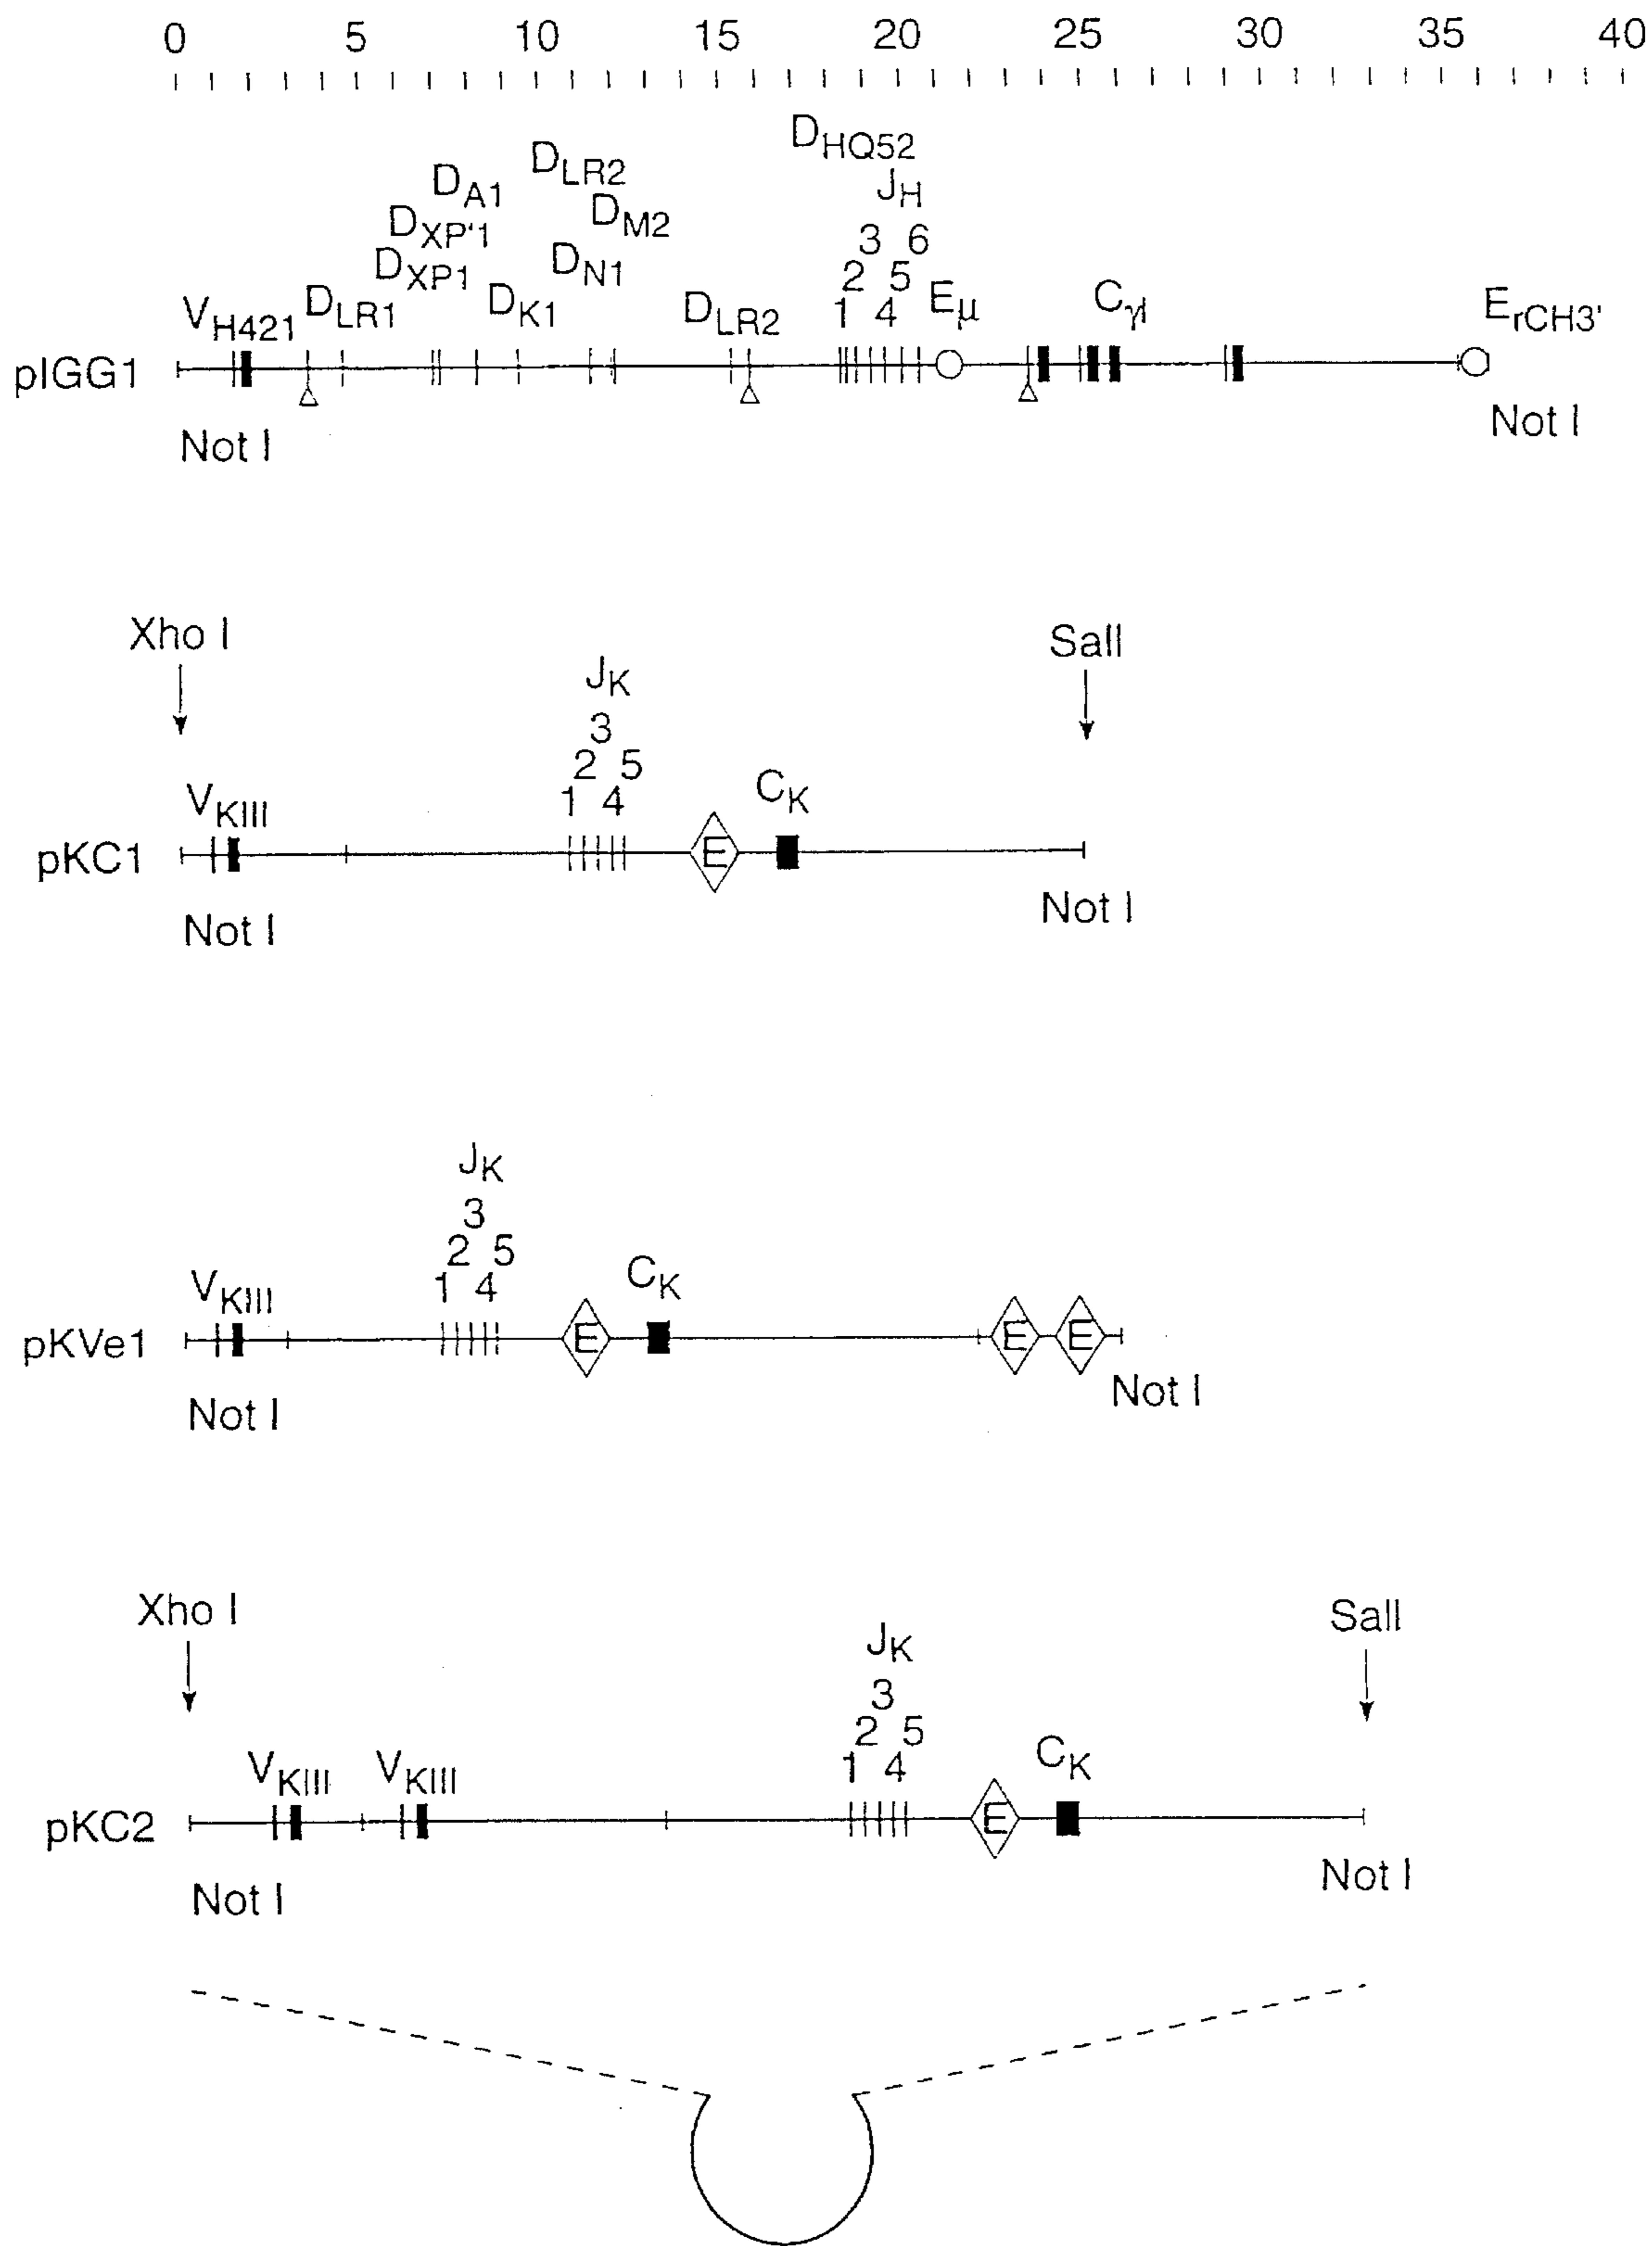 0 5 10 15 20 25 30 35 40
DHQ52
DLR2
DA1
JH
DM2
DXP'1
3 6
DN1
DXP1
2 5
VH421 DLR1 DK1 DLR2 1 4 Eμ CγI ErCH3'
pIGG1
Not I Not I
Xho I SalI
JK
3
2 5
1 4
VKIII CK
pKC1 E
Not I Not I
JK
3
2 5
1 4
VKIII CK
pKVe1 E E E
Not I Not I
Xho I SalI
JK
3
2 5
1 4
VKIII VKIII CK
pKC2 E
Not I Not I